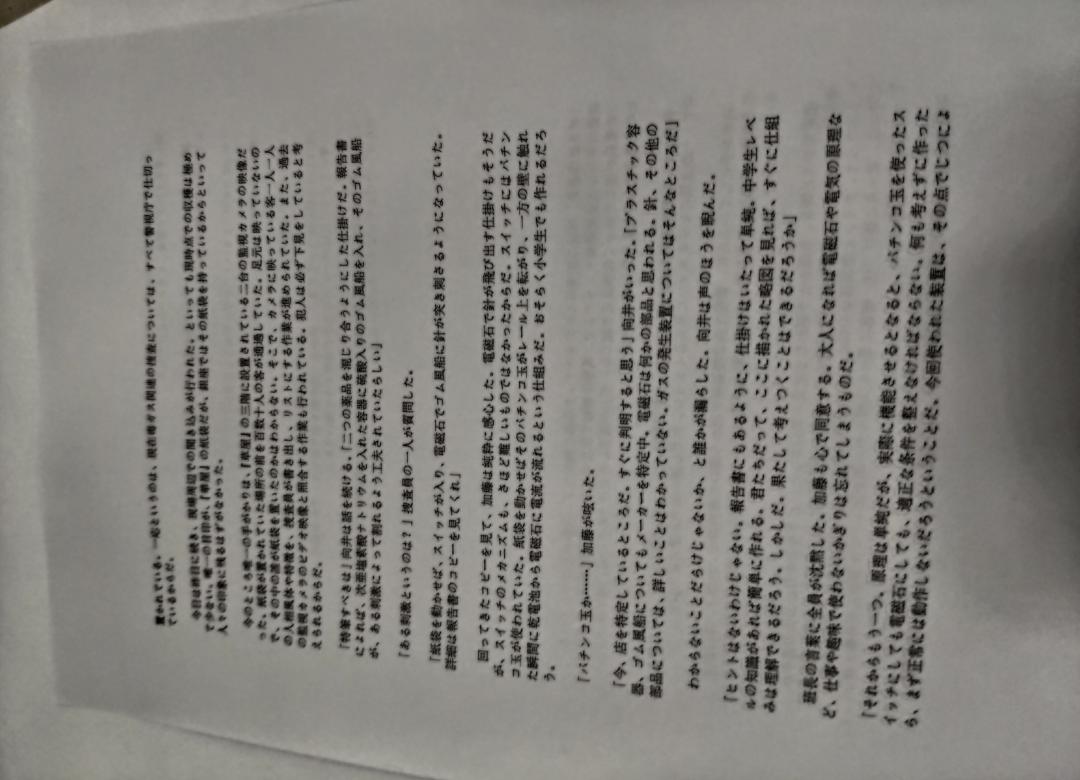 置かれている。一応というのは、現在毒ガス関連の捜査については、すべて警視庁で仕切っ
ているからだ。
今日は昨日に続き、現場周辺での聞き込みが行われた。といっても現時点での収穫は極め
て少ない。唯一の目印が、『華屋』の紙袋だが、銀座ではその紙袋を持っているからといって
人々の印象に残るはずがなかった。
今のところ唯一の手がかりは、『華屋』の三階に設置されている二台の監視カメラの映像だ
った。紙袋が置かれていた場所の前を百数十人の客が通過していた。足元は映っていないの
で、その中の誰が紙袋を置いたのかはわからない。そこで、カメラに映っている客一人一人
の人相風体や特徴を、捜査員が書き出し、リストにする作業が進められていた。また、過去
の監視カメラのビデオ映像と照合する作業も行われている。犯人は必ず下見をしていると考
えられるからだ。
「特筆すべきは」向井は話を続ける。「二つの薬品を混じり合うようにした仕掛けだ。報告書
によれば、次亜塩素酸ナトリウムを入れた容器に硫酸入りのゴム風船を入れ、そのゴム風船
が、ある刺激によって割れるよう工夫されていたらしい」
「ある刺激というのは？」捜査員の一人が質問した。
「紙袋を動かせば、スイッチが入り、電磁石でゴム風船に針が突き刺さるようになっていた。
詳細は報告書のコピーを見てくれ」
回ってきたコピーを見て、加藤は純粋に感心した。電磁石で針が飛び出す仕掛けもそうだ
が、スイッチのメカニズムも、さほど難しいものではなかったからだ。スイッチにはパチン
コ玉が使われていた。紙袋を動かせばそのパチンコ玉がレール上を転がり、一方の壁に触れ
た瞬間に乾電池から電磁石に電流が流れるという仕組みだ。おそらく小学生でも作れるだろ
う。
「パチンコ玉か……」加藤が呟いた。
「今、店を特定しているところだ。すぐに判明すると思う」向井がいった。「プラスチック容
器、ゴム風船についてもメーカーを特定中。電磁石は何かの部品と思われる。針、その他の
部品については、詳しいことはわかっていない。ガスの発生装置についてはそんなところだ」
わからないことだらけじゃないか、と誰かが漏らした。向井は声のほうを睨んだ。
「ヒントはないわけじゃない。報告書にもあるように、仕掛けはいたって単純。中学生レベ
ルの知識があれば簡単に作れる。君たちだって、ここに描かれた略図を見れば、すぐに仕組
みは理解できるだろう。しかしだ。果たして考えつくことはできるだろうか」
班長の言葉に全員が沈黙した。加藤も心で同意する。大人になれば電磁石や電気の原理な
ど、仕事や趣味で使わないかぎりは忘れてしまうものだ。
「それからもう一つ。原理は単純だが、実際に機能させるとなると、パチンコ玉を使ったス
イッチにしても電磁石にしても、適正な条件を整えなければならない。何も考えずに作った
ら、まず正常には動作しないだろうということだ。今回使われた装置は、その点でじつによ